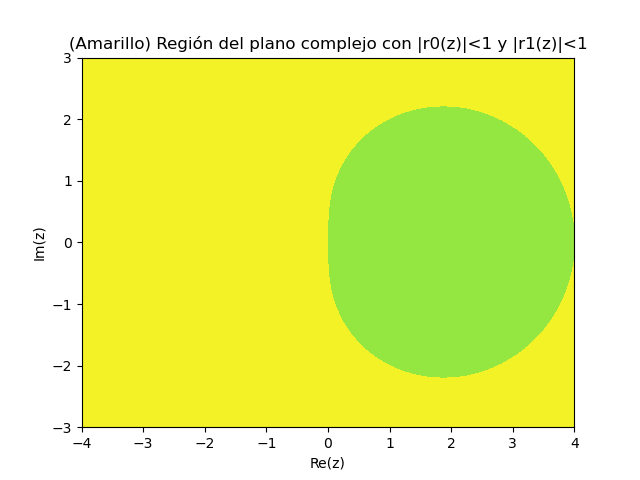 (Amarillo) Región del plano complejo con |r0(z)|<1 y |r1(z)|<1
3
2
1
0
−1
−2
−3
Im(z)
−4 −3 −2 −1 0 1 2 3 4
Re(z)